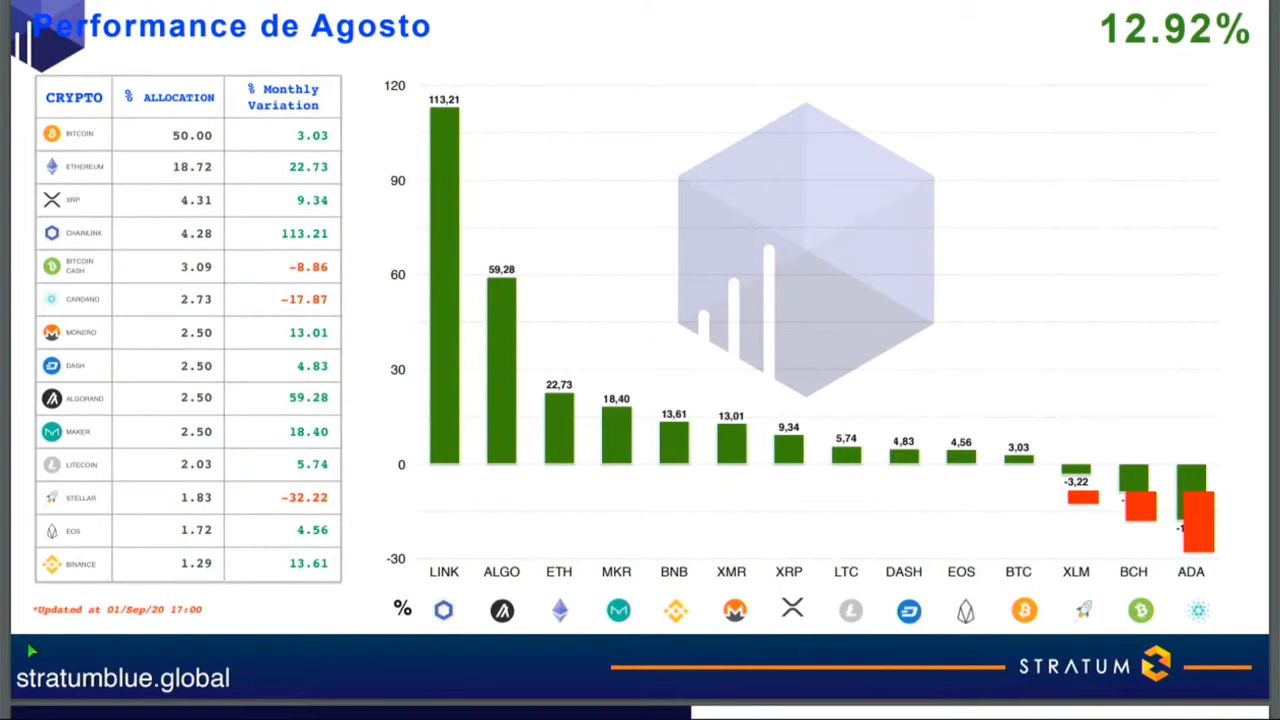 Performance de Agosto
12.92%
CRYPTO % ALLOCATION % Monthly Variation
BITCOIN 50.00 3.03
ETHEREUM 18.72 22.73
XRP 4.31 9.34
CHAINLINK 4.28 113.21
BITCOIN CASH 3.09 -8.86
CARDANO 2.73 -17.87
MONERO 2.50 13.01
DASH 2.50 4.83
ALGORAND 2.50 59.28
MAKER 2.50 18.40
LITECOIN 2.03 5.74
STELLAR 1.83 -32.22
EOS 1.72 4.56
BINANCE 1.29 13.61
*Updated at 01/Sep/20 17:00
120
90
60
30
0
-30
113,21
59,28
22,73
18,40
13,61
13,01
9,34
5,74
4,83
4,56
3,03
-3,22
LINK ALGO ETH MKR BNB XMR XRP LTC DASH EOS BTC XLM BCH ADA
%
stratumblue.global
STRATUM